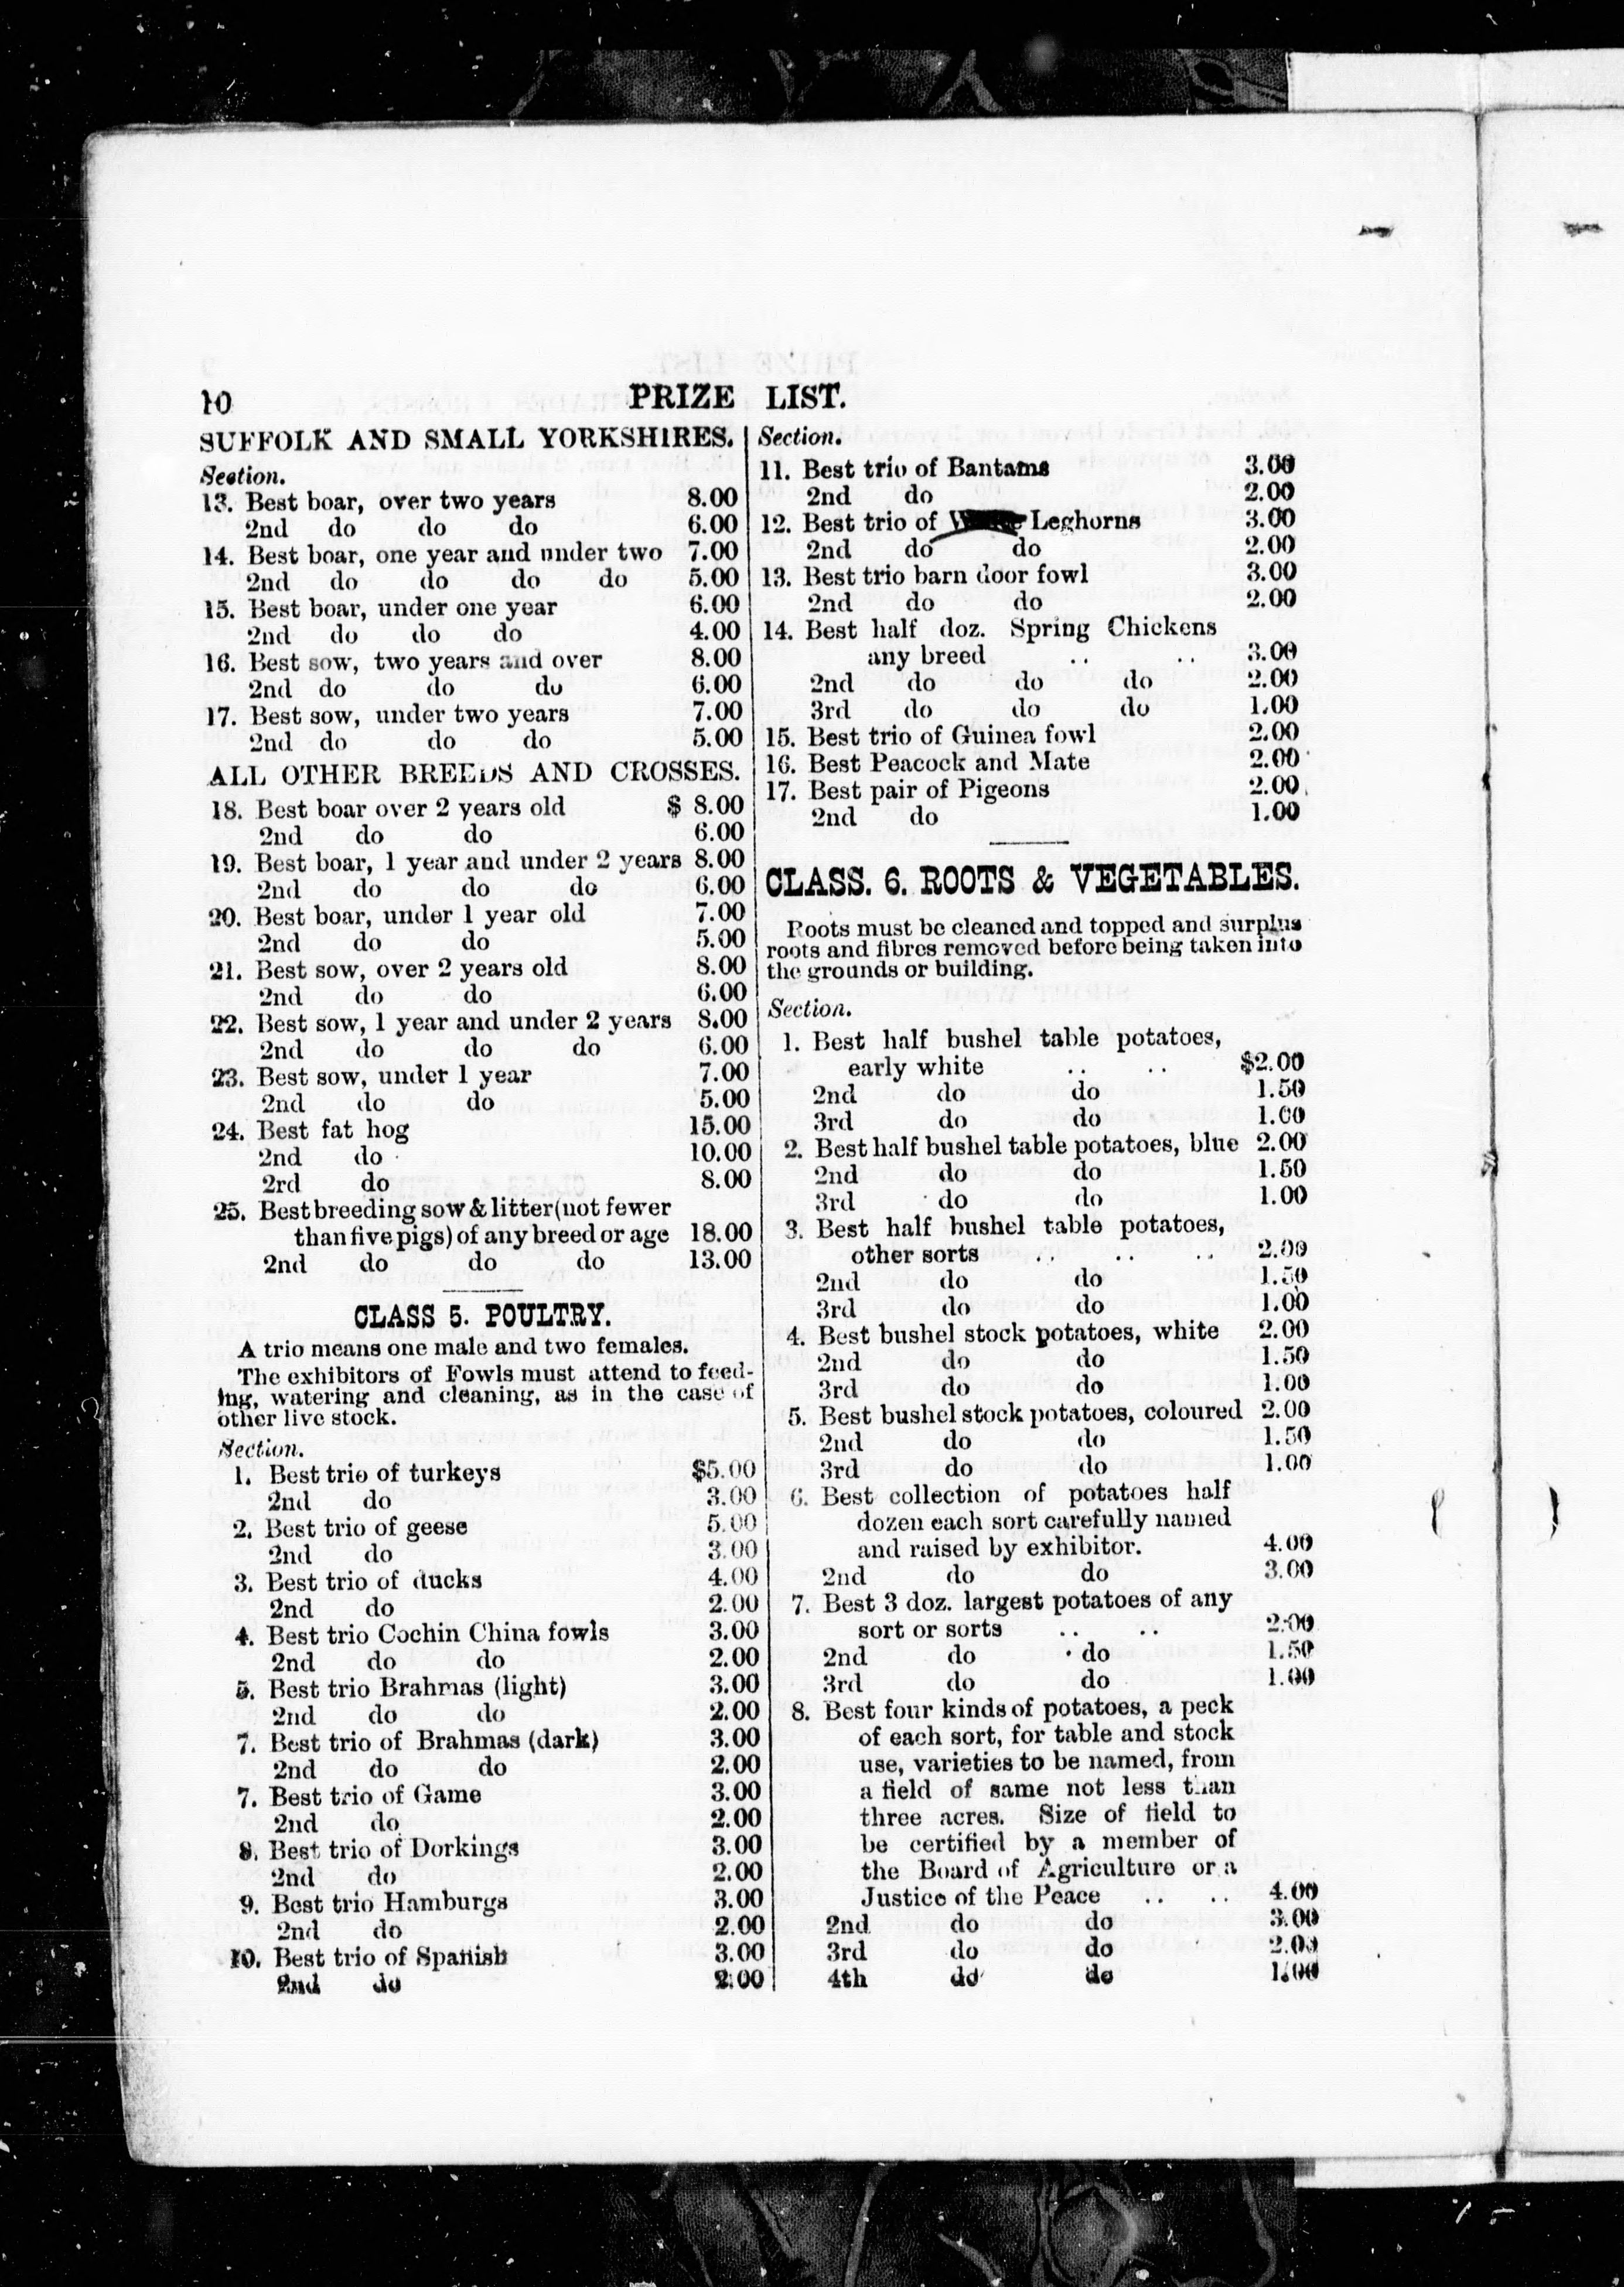 10 PRIZE LIST.
SUFFOLK AND SMALL YORKSHIRES.
Section.
13. Best boar, over two years 8.00
2nd do do do 6.00
14. Best boar, one year and under two 7.00
2nd do do do do 5.00
15. Best boar, under one year 6.00
2nd do do do 4.00
16. Best sow, two years and over 8.00
2nd do do do 6.00
17. Best sow, under two years 7.00
2nd do do do 5.00
ALL OTHER BREEDS AND CROSSES.
18. Best boar over 2 years old $ 8.00
2nd do do 6.00
19. Best boar, 1 year and under 2 years 8.00
2nd do do do 6.00
20. Best boar, under 1 year old 7.00
2nd do do 5.00
21. Best sow, over 2 years old 8.00
2nd do do 6.00
22. Best sow, 1 year and under 2 years 8.00
2nd do do do 6.00
23. Best sow, under 1 year 7.00
2nd do do 5.00
24. Best fat hog 15.00
2nd do 10.00
2rd do 8.00
25. Best breeding sow & litter (not fewer
than five pigs) of any breed or age 18.00
2nd do do do 13.00
CLASS 5. POULTRY.
A trio means one male and two females.
The exhibitors of Fowls must attend to feed-
ing, watering and cleaning, as in the case of
other live stock.
Section.
1. Best trio of turkeys $5.00
2nd do 3.00
2. Best trio of geese 5.00
2nd do 3.00
3. Best trio of ducks 4.00
2nd do 2.00
4. Best trio Cochin China fowls 3.00
2nd do do 2.00
5. Best trio Brahmas (light) 3.00
2nd do do 2.00
7. Best trio of Brahmas (dark) 3.00
2nd do do 2.00
7. Best trio of Game 3.00
2nd do 2.00
8. Best trio of Dorkings 3.00
2nd do 2.00
9. Best trio Hamburgs 3.00
2nd do 2.00
10. Best trio of Spanish 3.00
2nd do 2.00
Section.
11. Best trio of Bantams 3.00
2nd do 2.00
12. Best trio of Leghorns 3.00
2nd do do 2.00
13. Best trio barn door fowl 3.00
2nd do do 2.00
14. Best half doz. Spring Chickens
any breed .. .. 3.00
2nd do do do 2.00
3rd do do do 1.00
15. Best trio of Guinea fowl 2.00
16. Best Peacock and Mate 2.00
17. Best pair of Pigeons 2.00
2nd do 1.00
CLASS. 6. ROOTS & VEGETABLES.
Roots must be cleaned and topped and surplus
roots and fibres removed before being taken into
the grounds or building.
Section.
1. Best half bushel table potatoes,
early white .. .. $2.00
2nd do do 1.50
3rd do do 1.00
2. Best half bushel table potatoes, blue 2.00
2nd do do 1.50
3rd do do 1.00
3. Best half bushel table potatoes,
other sorts .. .. .. 2.00
2nd do do 1.50
3rd do do 1.00
4. Best bushel stock potatoes, white 2.00
2nd do do 1.50
3rd do do 1.00
5. Best bushel stock potatoes, coloured 2.00
2nd do do 1.50
3rd do do 1.00
6. Best collection of potatoes half
dozen each sort carefully named
and raised by exhibitor. 4.00
2nd do do 3.00
7. Best 3 doz. largest potatoes of any
sort or sorts .. .. 2.00
2nd do do 1.50
3rd do do 1.00
8. Best four kinds of potatoes, a peck
of each sort, for table and stock
use, varieties to be named, from
a field of same not less than
three acres. Size of field to
be certified by a member of
the Board of Agriculture or a
Justice of the Peace .. .. 4.00
2nd do do 3.00
3rd do do 2.00
4th do do 1.00